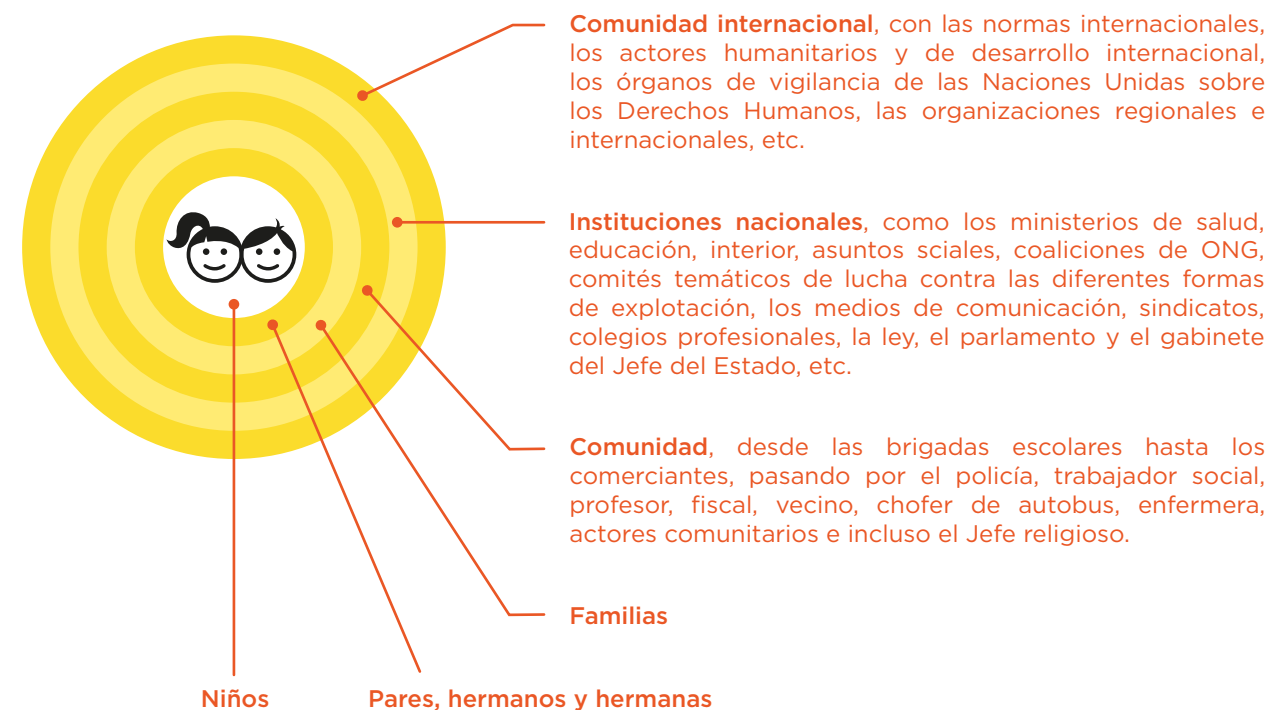 Comunidad internacional, con las normas internacionales,
los actores humanitarios y de desarrollo internacional,
los órganos de vigilancia de las Naciones Unidas sobre
los Derechos Humanos, las organizaciones regionales e
internacionales, etc.
Instituciones nacionales, como los ministerios de salud,
educación, interior, asuntos sciales, coaliciones de ONG,
comités temáticos de lucha contra las diferentes formas
de explotación, los medios de comunicación, sindicatos,
colegios profesionales, la ley, el parlamento y el gabinete
del Jefe del Estado, etc.
Comunidad, desde las brigadas escolares hasta los
comerciantes, pasando por el policía, trabajador social,
profesor, fiscal, vecino, chofer de autobus, enfermera,
actores comunitarios e incluso el Jefe religioso.
Familias
Niños
Pares, hermanos y hermanas